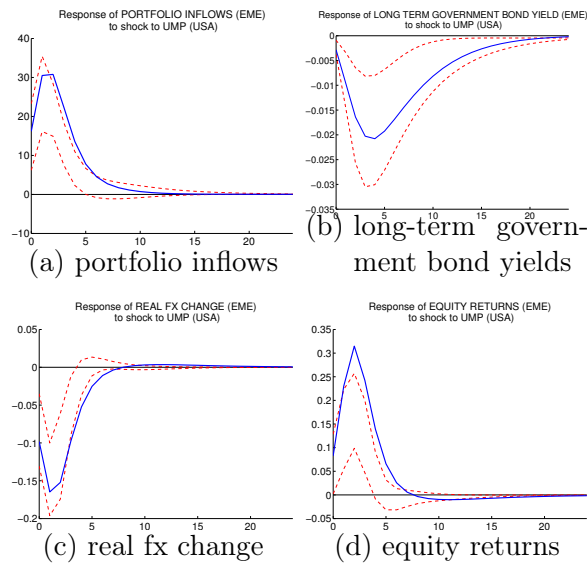 Response of PORTFOLIO INFLOWS (EME)
to shock to UMP (USA)
40
30
20
10
0
−10
0 5 10 15 20
(a) portfolio inflows
Response of LONG TERM GOVERNMENT BOND YIELD (EME)
to shock to UMP (USA)
0
−0.005
−0.01
−0.015
−0.02
−0.025
−0.03
−0.035
0 5 10 15 20
(b) long-term govern-
ment bond yields
Response of REAL FX CHANGE (EME)
to shock to UMP (USA)
0.05
0
−0.05
−0.1
−0.15
−0.2
0 5 10 15 20
(c) real fx change
Response of EQUITY RETURNS (EME)
to shock to UMP (USA)
0.35
0.3
0.25
0.2
0.15
0.1
0.05
0
−0.05
0 5 10 15 20
(d) equity returns